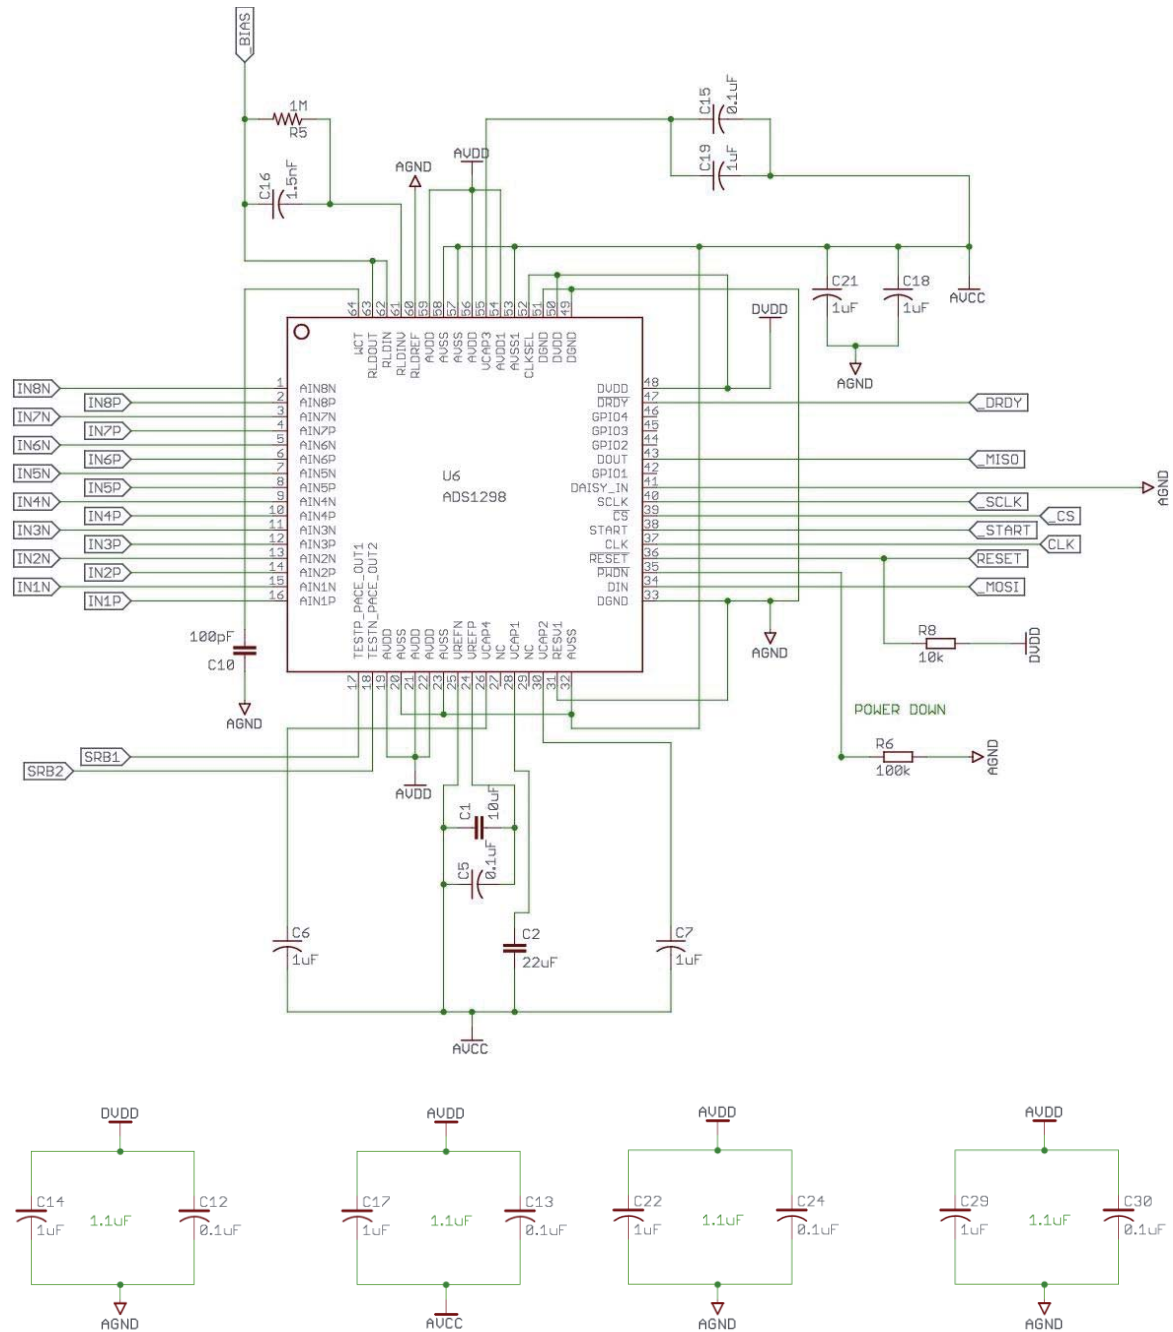 _BIAS
1M
R5
C16
1.5nF
AGND
AVDD
C15
0.1uF
C19
1uF
C21
1uF
C18
1uF
AVCC
AGND
DVDD
64 63 62 61 60 59 58 57 56 55 54 53 52 51 50 49
WCT RLDOUT RLDIN RLDINV RLDREF AVDD AVSS AVSS AVDD VCAP3 AVDD1 AVSS1 CLKSEL DGND DVDD DGND
IN8N 1 AIN8N
IN8P 2 AIN8P
IN7N 3 AIN7N
IN7P 4 AIN7P
IN6N 5 AIN6N
IN6P 6 AIN6P
IN5N 7 AIN5N
IN5P 8 AIN5P
IN4N 9 AIN4N
IN4P 10 AIN4P
IN3N 11 AIN3N
IN3P 12 AIN3P
IN2N 13 AIN2N
IN2P 14 AIN2P
IN1N 15 AIN1N
IN1P 16 AIN1P
U6
ADS1298
DVDD 48
DRDY 47 _DRDY
GPIO4 46
GPIO3 45
GPIO2 44
DOUT 43 _MISO
GPIO1 42
DAISY_IN 41 AGND
SCLK 40 _SCLK
CS 39 _CS
START 38 _START
CLK 37 CLK
RESET 36 RESET
PWDN 35
DIN 34 _MOSI
DGND 33
TESTP_PACE_OUT1 TESTN_PACE_OUT2 AVDD AVSS AVDD AVDD AVSS VREFN VREFP VCAP4 NC VCAP1 NC VCAP2 RESV1 AVSS
17 18 19 20 21 22 23 25 24 26 27 28 29 30 31 32
100pF
C10
AGND
AGND
R8
10k
DVDD
POWER DOWN
R6
100k
AGND
SRB1
SRB2
AVDD
C1
10uF
C5
0.1uF
C6
1uF
C2
22uF
C7
1uF
AVCC
DVDD AVDD AVDD AVDD
C14 C12 C17 C13 C22 C24 C29 C30
1uF 1.1uF 0.1uF 1uF 1.1uF 0.1uF 1uF 1.1uF 0.1uF 1uF 1.1uF 0.1uF
AGND AVCC AGND AGND